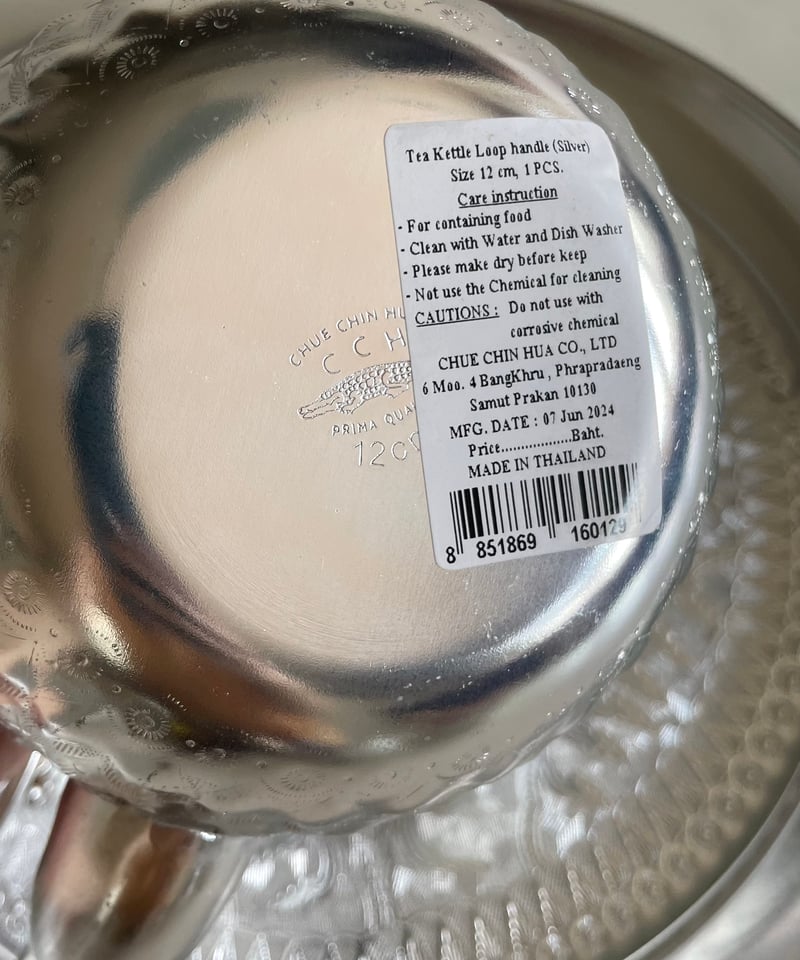 Tea Kettle Loop handle (Silver)
Size 12 cm, 1 PCS.
Care instruction
- For containing food
- Clean with Water and Dish Washer
- Please make dry before keep
- Not use the Chemical for cleaning
CAUTIONS : Do not use with
corrosive chemical
CHUE CHIN HUA CO., LTD
6 Moo. 4 BangKhru , Phrapradaeng
Samut Prakan 10130
MFG. DATE : 07 Jun 2024
Price.................Baht.
MADE IN THAILAND
8 851869 160129
CHUE CHIN HU
C C H
PRIMA QUA
12 C